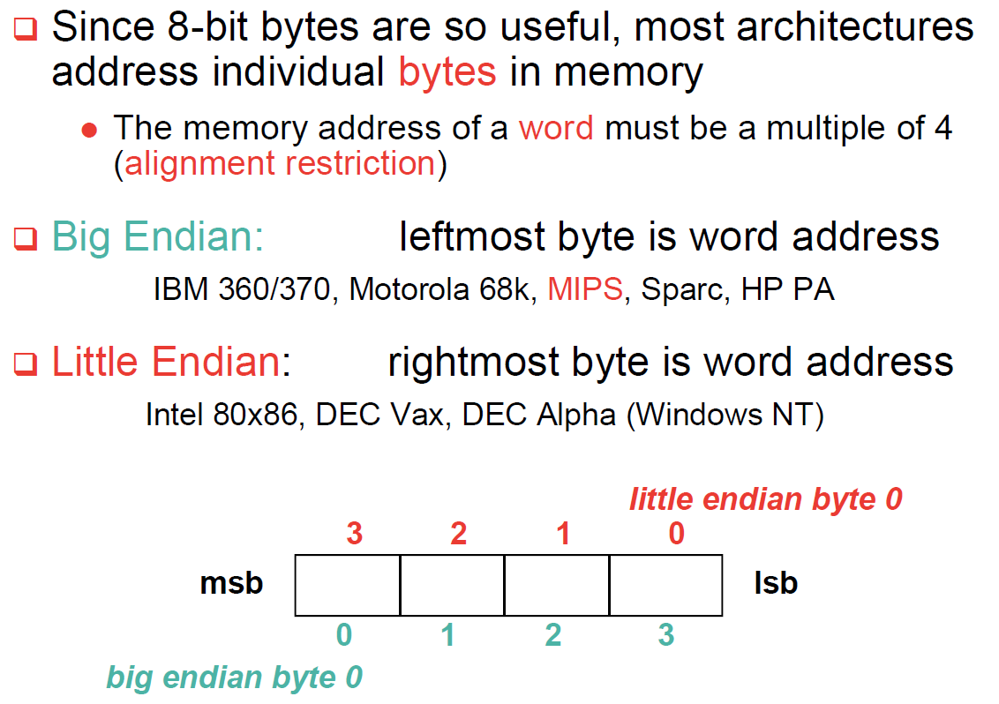 Since 8-bit bytes are so useful, most architectures
address individual bytes in memory
The memory address of a word must be a multiple of 4
(alignment restriction)
Big Endian: leftmost byte is word address
IBM 360/370, Motorola 68k, MIPS, Sparc, HP PA
Little Endian: rightmost byte is word address
Intel 80x86, DEC Vax, DEC Alpha (Windows NT)
little endian byte 0
3 2 1 0
msb lsb
0 1 2 3
big endian byte 0